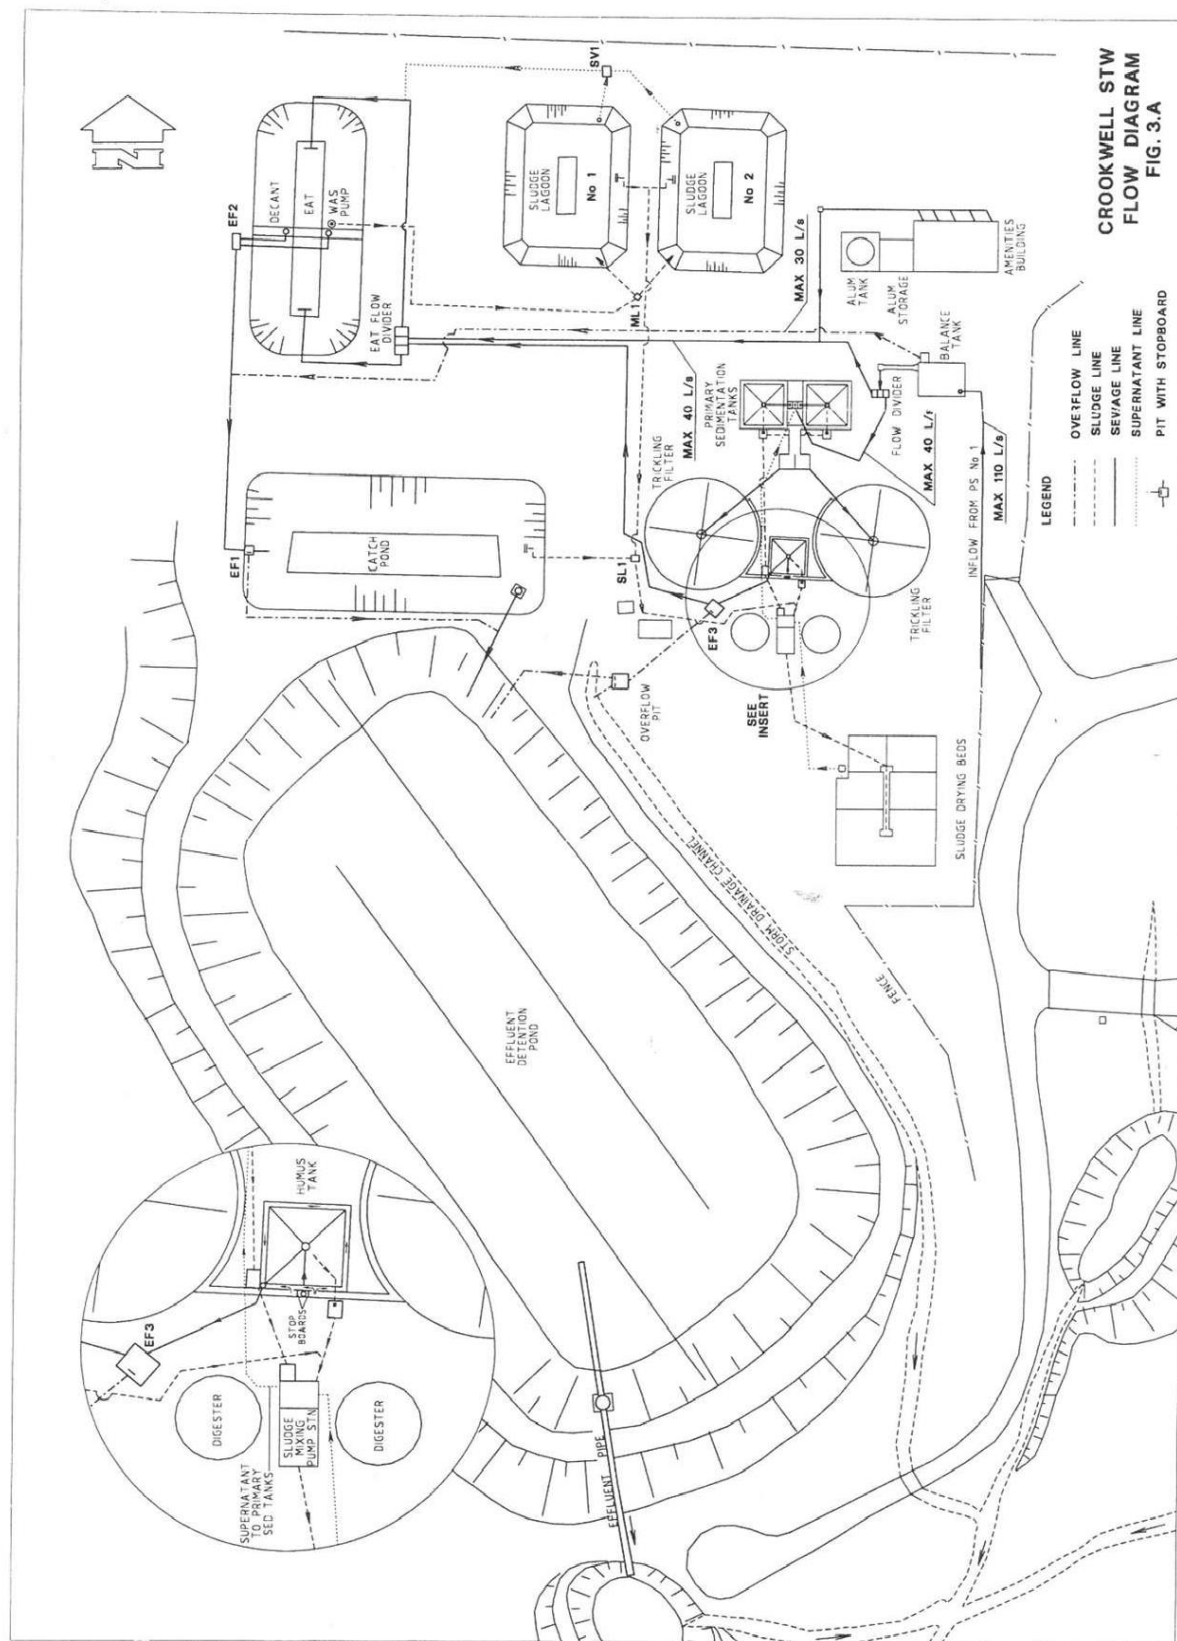 CROOKWELL STW
FLOW DIAGRAM
FIG. 3.A
N
SV1
SLUDGE
LAGOON
No 1
SLUDGE
LAGOON
No 2
EF2
DECANT
EAT
WAS
PUMP
EAT FLOW
DIVIDER
ML1
MAX 30 L/s
ALUM
TANK
ALUM
STORAGE
AMENITIES
BUILDING
BALANCE
TANK
FLOW DIVIDER
MAX 40 L/s
PRIMARY
SEDIMENTATION
TANKS
MAX 40 L/s
TRICKLING
FILTER
TRICKLING
FILTER
INFLOW FROM PS No 1
MAX 110 L/s
EF1
CATCH
POND
SL1
EF3
OVERFLOW
PIT
SEE
INSERT
SLUDGE DRYING BEDS
STORM DRAINAGE CHANNEL
FENCE
EFFLUENT
DETENTION
POND
EFFLUENT PIPE
HUMUS
TANK
EF3
STOP
BOARDS
DIGESTER
SLUDGE
MIXING
PUMP STN
DIGESTER
SUPERNATANT
TO PRIMARY
SED TANKS
LEGEND
OVERFLOW LINE
SLUDGE LINE
SEWAGE LINE
SUPERNATANT LINE
PIT WITH STOPBOARD